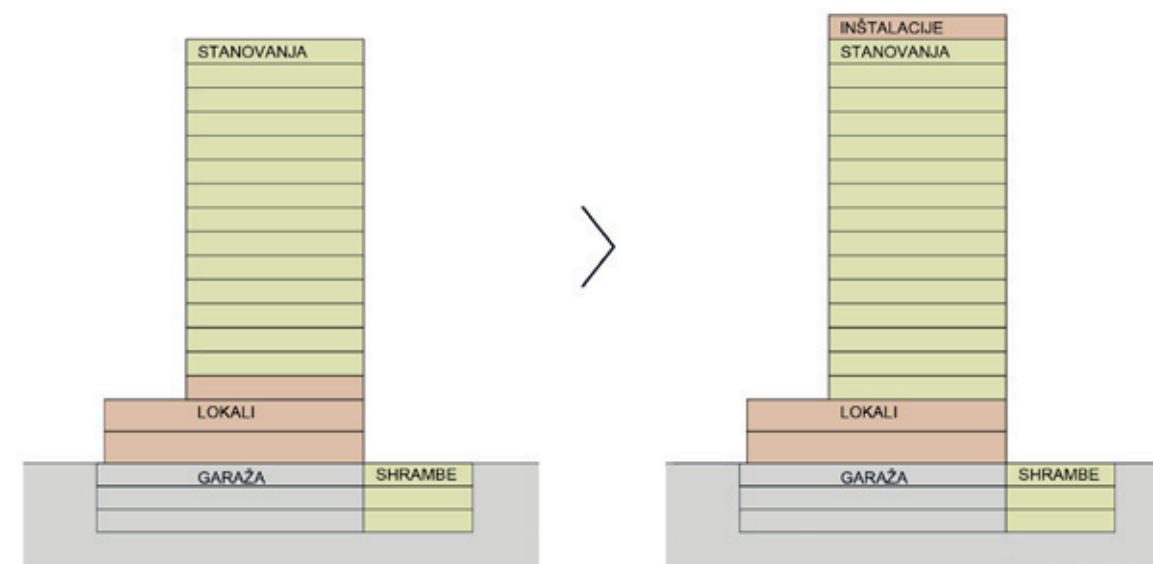 STANOVANJA
LOKALI
GARAŽA
SHRAMBE
INŠTALACIJE
STANOVANJA
LOKALI
GARAŽA
SHRAMBE